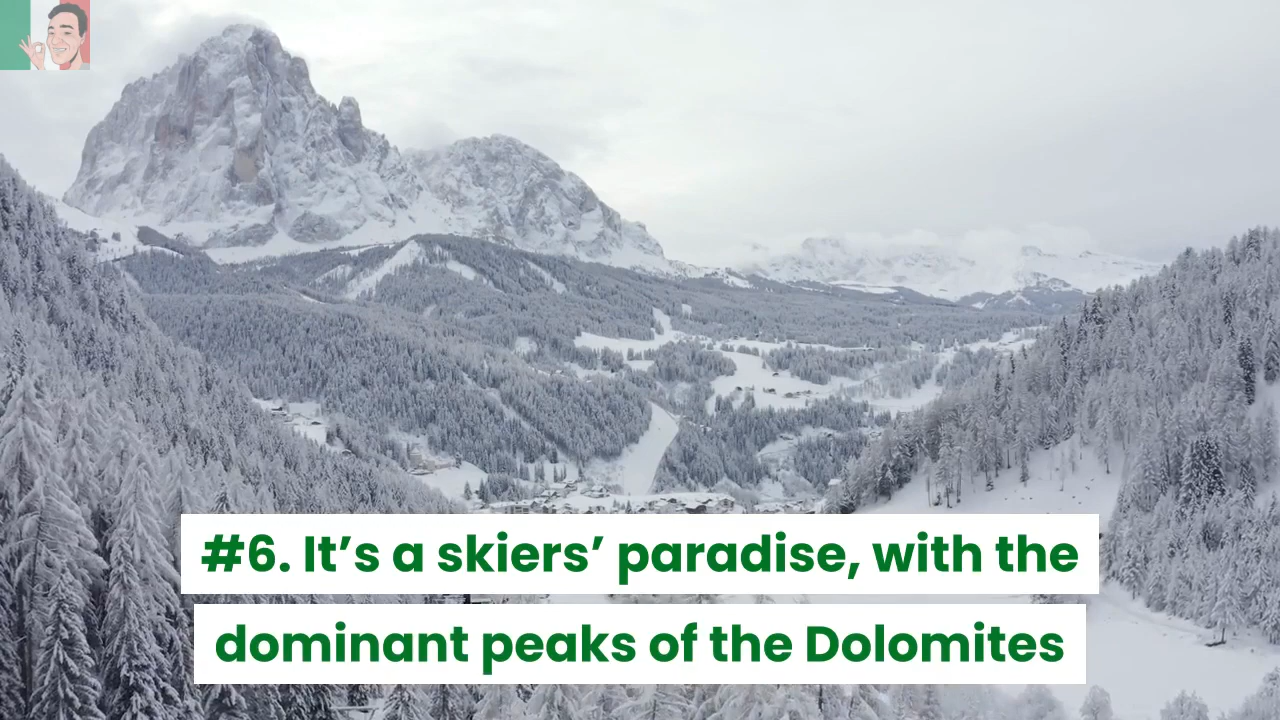 #6. It’s a skiers’ paradise, with the
dominant peaks of the Dolomites